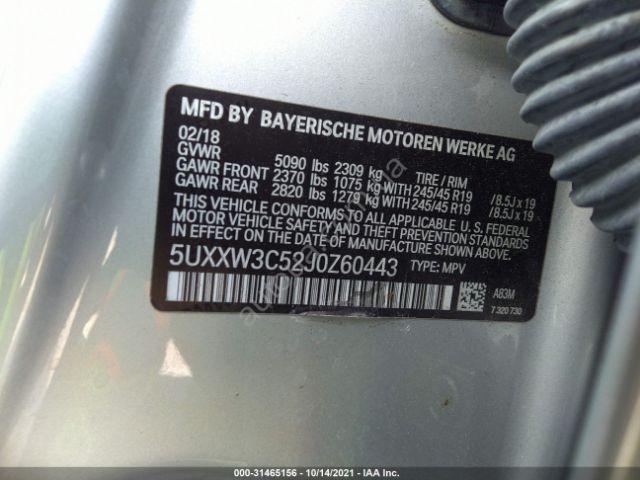 MFD BY BAYERISCHE MOTOREN WERKE AG
02/18
GVWR 5090 lbs 2309 kg TIRE / RIM
GAWR FRONT 2370 lbs 1075 kg WITH 245/45 R19 /8.5J x 19
GAWR REAR 2820 lbs 1279 kg WITH 245/45 R19 /8.5J x 19
THIS VEHICLE CONFORMS TO ALL APPLICABLE U. S. FEDERAL
MOTOR VEHICLE SAFETY, BUMPER, AND THEFT PREVENTION
STANDARDS IN EFFECT ON THE DATE OF MANUFACTURE SHOWN ABOVE.
TYPE: MPV
A83M
7 320 730
000-31465156 - 10/14/2021 - IAA Inc.